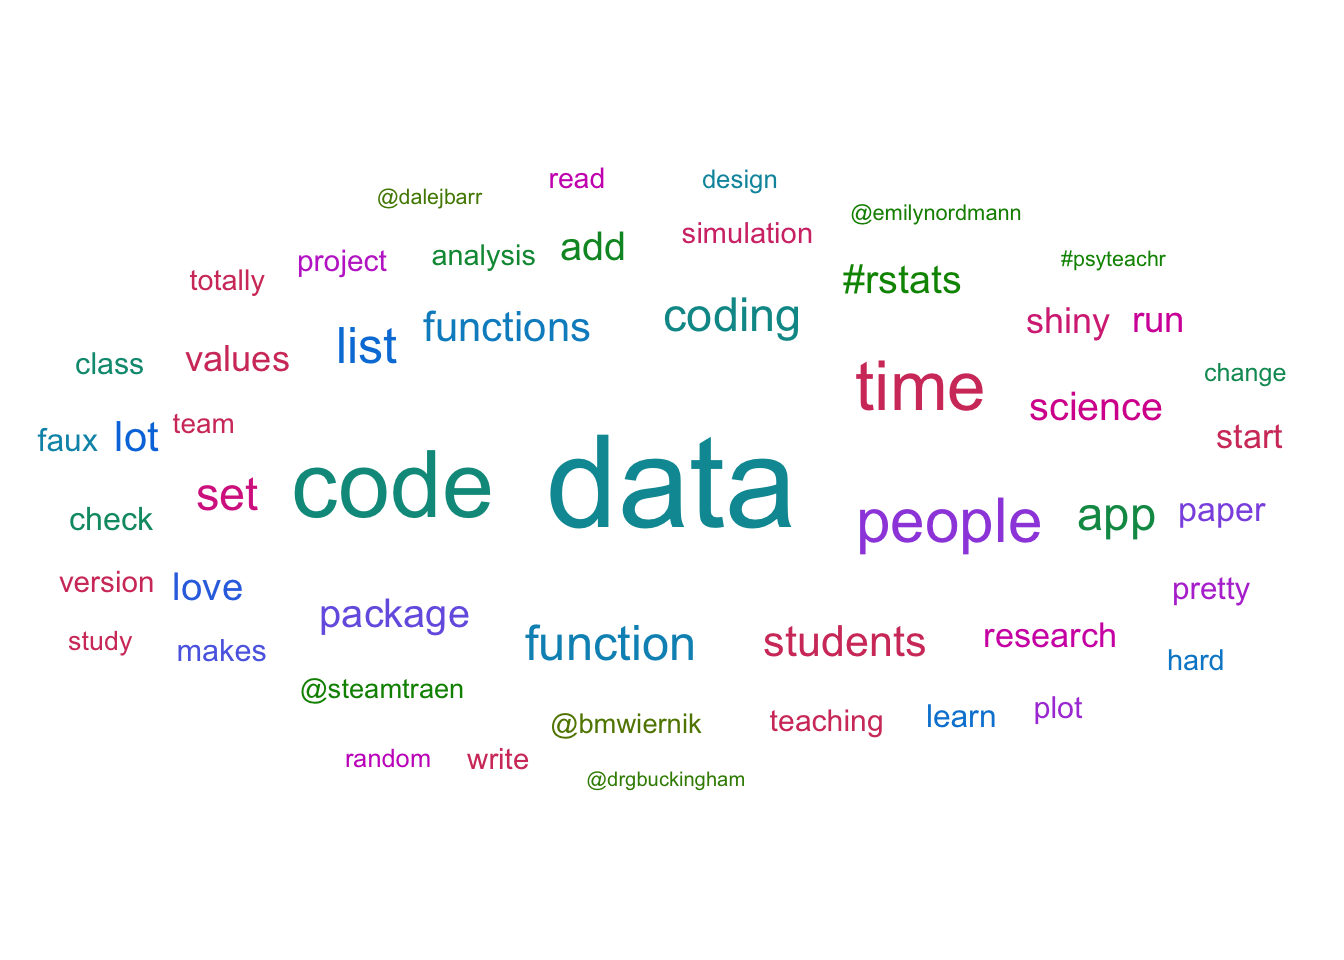 read
design
@dalejbarr
@emilynordmann
simulation
add
analysis
project
#psyteachr
#rstats
totally
coding
shiny
run
functions
list
values
class
change
time
science
team
lot
faux
start
data
code
set
paper
app
people
check
version
love
pretty
package
students
research
function
study
makes
hard
@steamtraen
plot
learn
teaching
@bmwiernik
random
write
@drgbuckingham